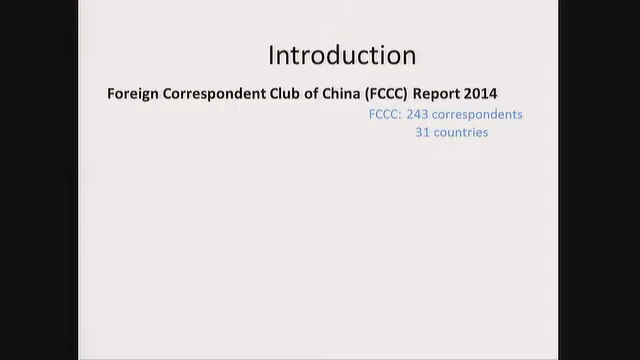 Introduction
Foreign Correspondent Club of China (FCCC) Report 2014
FCCC: 243 correspondents
31 countries